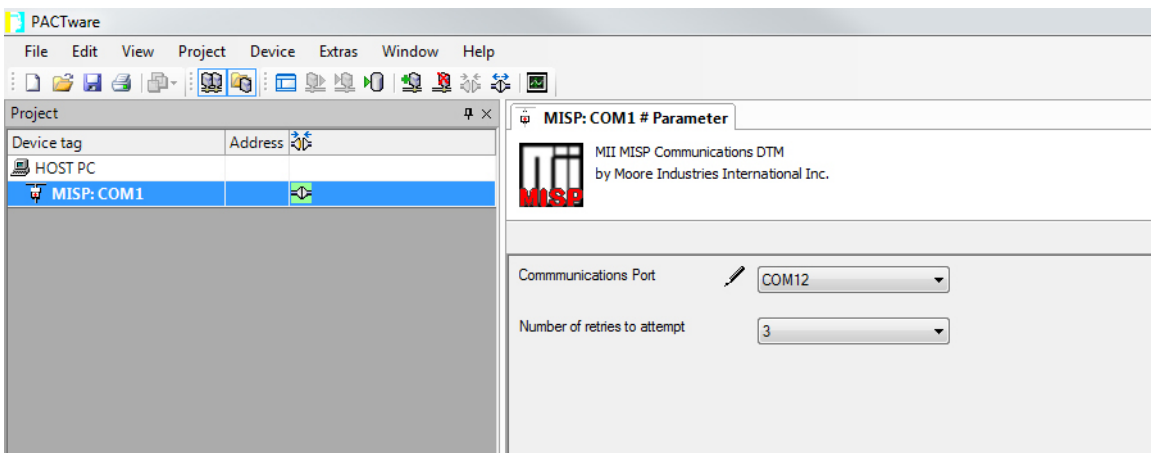 PACTware
File Edit View Project Device Extras Window Help
Project
MISP: COM1 # Parameter
Device tag Address
HOST PC
MISP: COM1
MISP
MII MISP Communications DTM
by Moore Industries International Inc.
Commmunications Port COM12
Number of retries to attempt 3